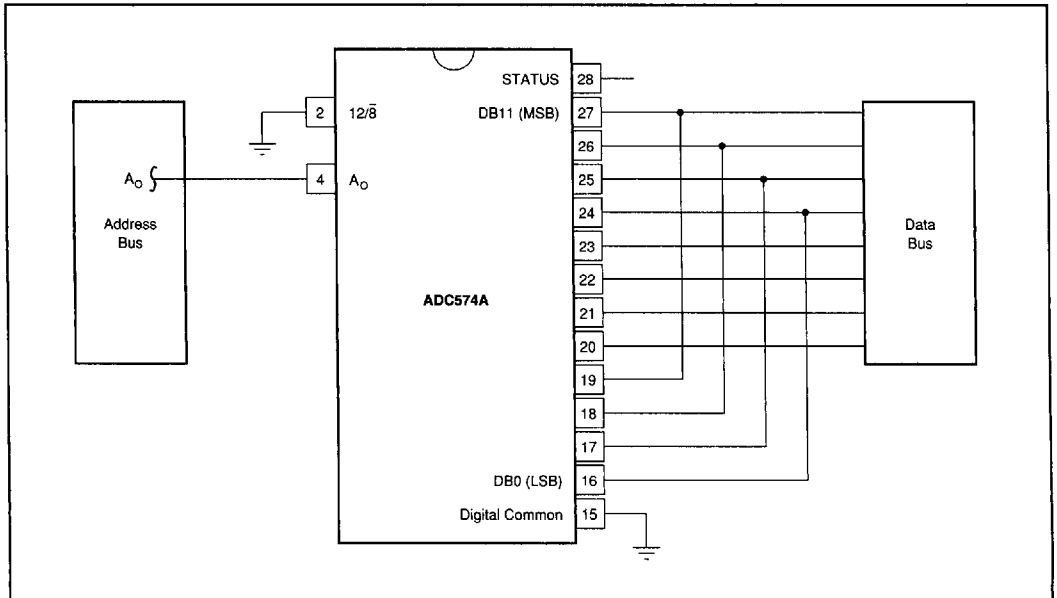 STATUS 28
2 12/8̅ DB11 (MSB) 27
26
A₀ 4 A₀ 25
24
Address
Bus
23
Data
Bus
22
ADC574A
21
20
19
18
17
DB0 (LSB) 16
Digital Common 15